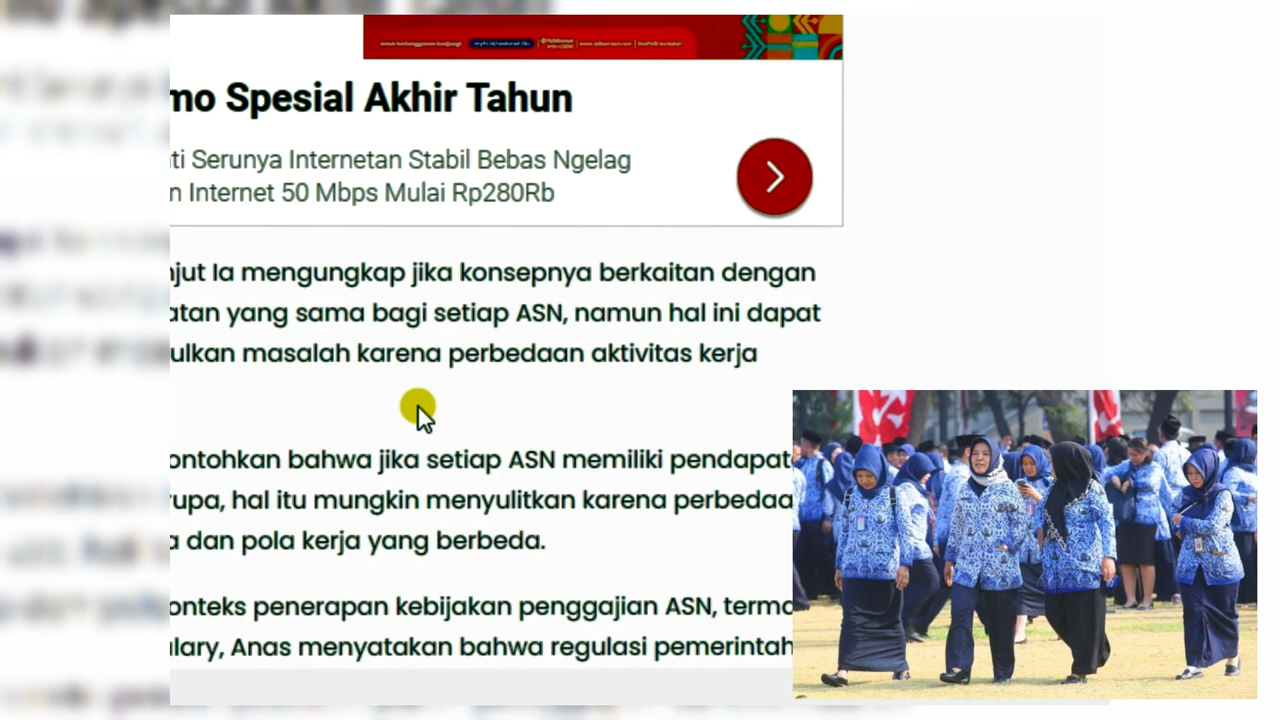 mo Spesial Akhir Tahun
ti Serunya Internetan Stabil Bebas Ngelag
n Internet 50 Mbps Mulai Rp280Rb
njut Ia mengungkap jika konsepnya berkaitan dengan
atan yang sama bagi setiap ASN, namun hal ini dapat
ulkan masalah karena perbedaan aktivitas kerja
ontohkan bahwa jika setiap ASN memiliki pendapat
rupa, hal itu mungkin menyulitkan karena perbedaa
a dan pola kerja yang berbeda.
onteks penerapan kebijakan penggajian ASN, terma
alary, Anas menyatakan bahwa regulasi pemerintah